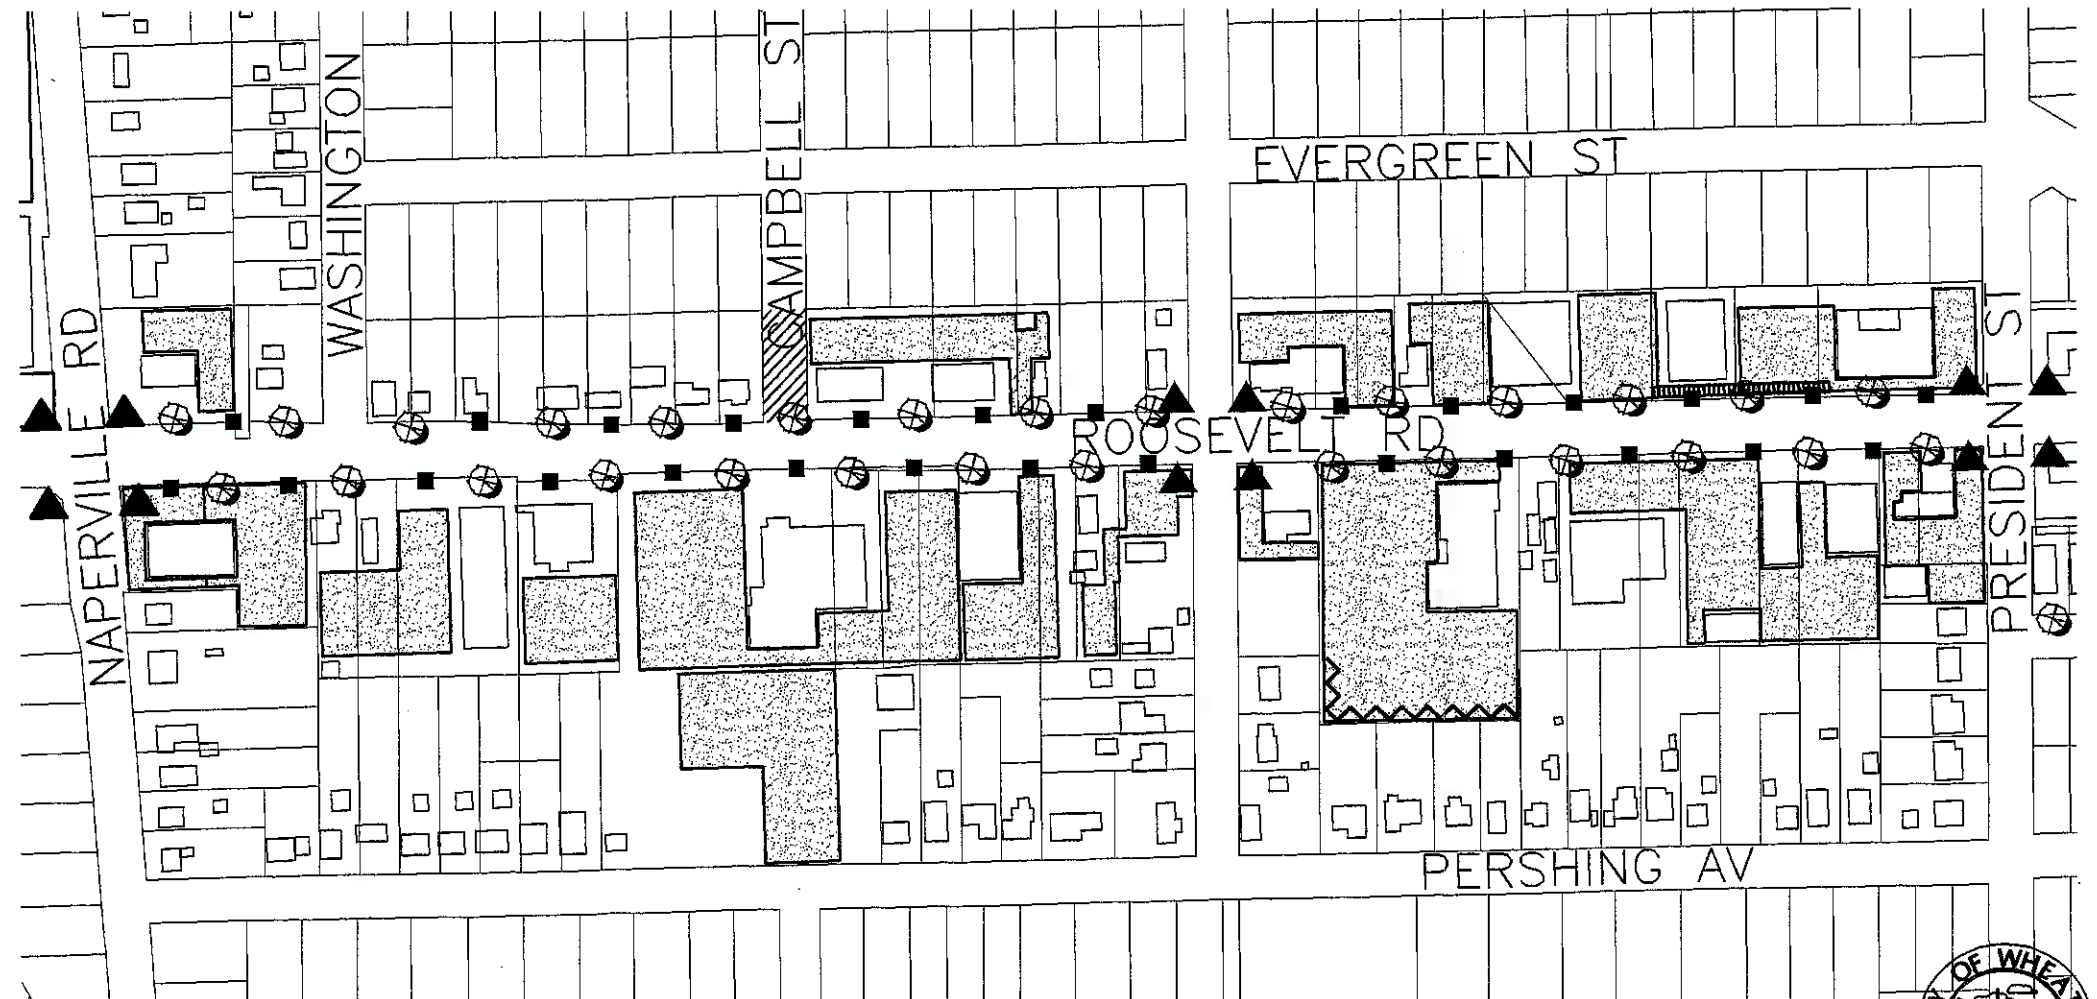 WASHINGTON
CAMPBELL ST
EVERGREEN ST
NAPERVILLE RD
ROOSEVELT RD
PRESIDENT ST
PERSHING AV
OF WHEA